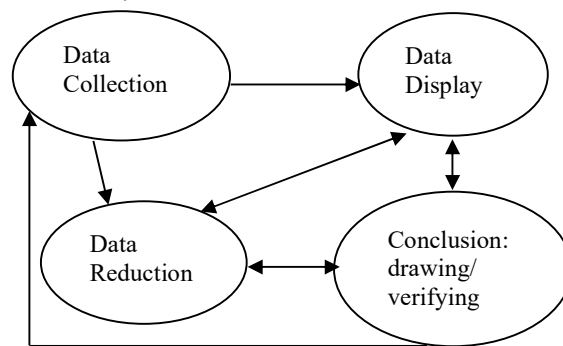 Data
Collection
Data
Display
Data
Reduction
Conclusion:
drawing/
verifying